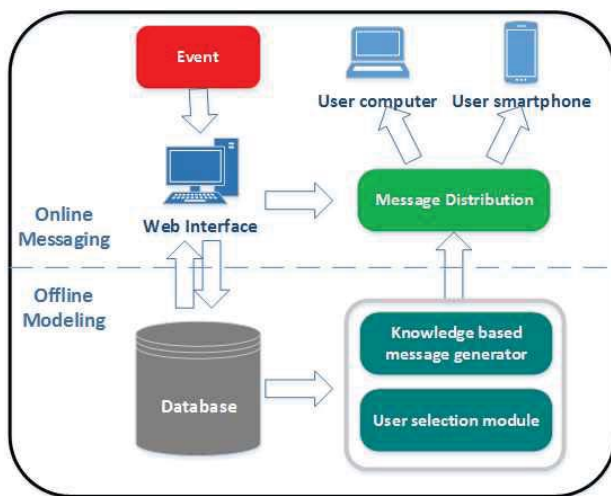 Event
User computer
User smartphone
Message Distribution
Web Interface
Online
Messaging
Offline
Modeling
Knowledge based
message generator
Database
User selection module